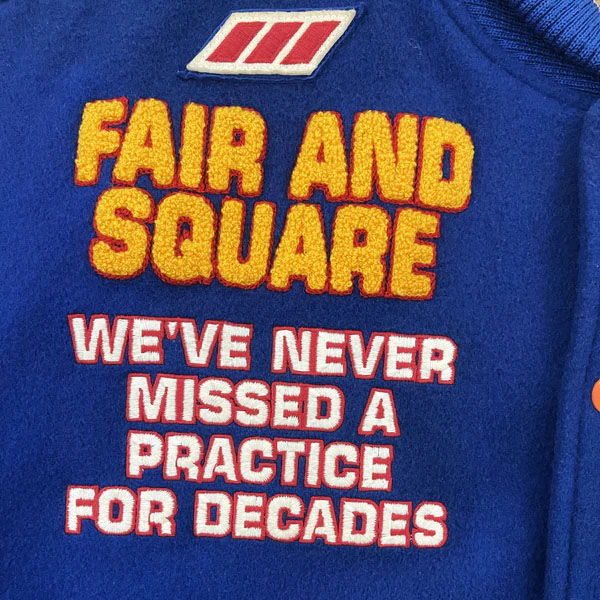 FAIR AND
SQUARE
WE'VE NEVER
MISSED A
PRACTICE
FOR DECADES